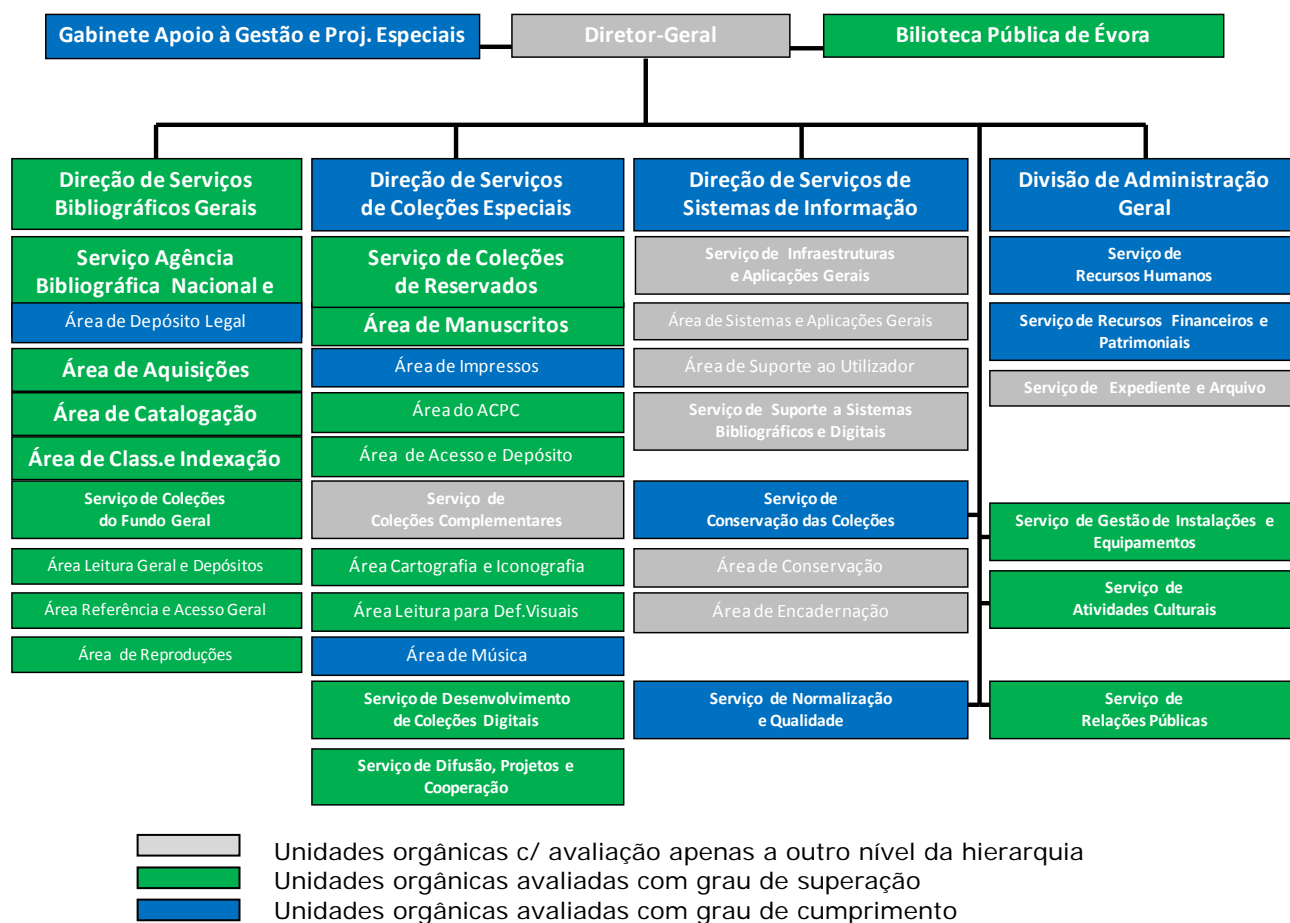 Gabinete Apoio à Gestão e Proj. Especiais
Diretor-Geral
Bilioteca Pública de Évora
Direção de Serviços
Bibliográficos Gerais
Serviço Agência
Bibliográfica Nacional e
Área de Depósito Legal
Área de Aquisições
Área de Catalogação
Área de Class.e Indexação
Serviço de Coleções
do Fundo Geral
Área Leitura Geral e Depósitos
Área Referência e Acesso Geral
Área de Reproduções
Direção de Serviços
de Coleções Especiais
Serviço de Coleções
de Reservados
Área de Manuscritos
Área de Impressos
Área do ACPC
Área de Acesso e Depósito
Serviço de
Coleções Complementares
Área Cartografia e Iconografia
Área Leitura para Def.Visuais
Área de Música
Serviço de Desenvolvimento
de Coleções Digitais
Serviço de Difusão, Projetos e
Cooperação
Direção de Serviços de
Sistemas de Informação
Serviço de Infraestruturas
e Aplicações Gerais
Área de Sistemas e Aplicações Gerais
Área de Suporte ao Utilizador
Serviço de Suporte a Sistemas
Bibliográficos e Digitais
Serviço de
Conservação das Coleções
Área de Conservação
Área de Encadernação
Serviço de Normalização
e Qualidade
Divisão de Administração
Geral
Serviço de
Recursos Humanos
Serviço de Recursos Financeiros e
Patrimoniais
Serviço de Expediente e Arquivo
Serviço de Gestão de Instalações e
Equipamentos
Serviço de
Atividades Culturais
Serviço de
Relações Públicas
Unidades orgânicas c/ avaliação apenas a outro nível da hierarquia
Unidades orgânicas avaliadas com grau de superação
Unidades orgânicas avaliadas com grau de cumprimento